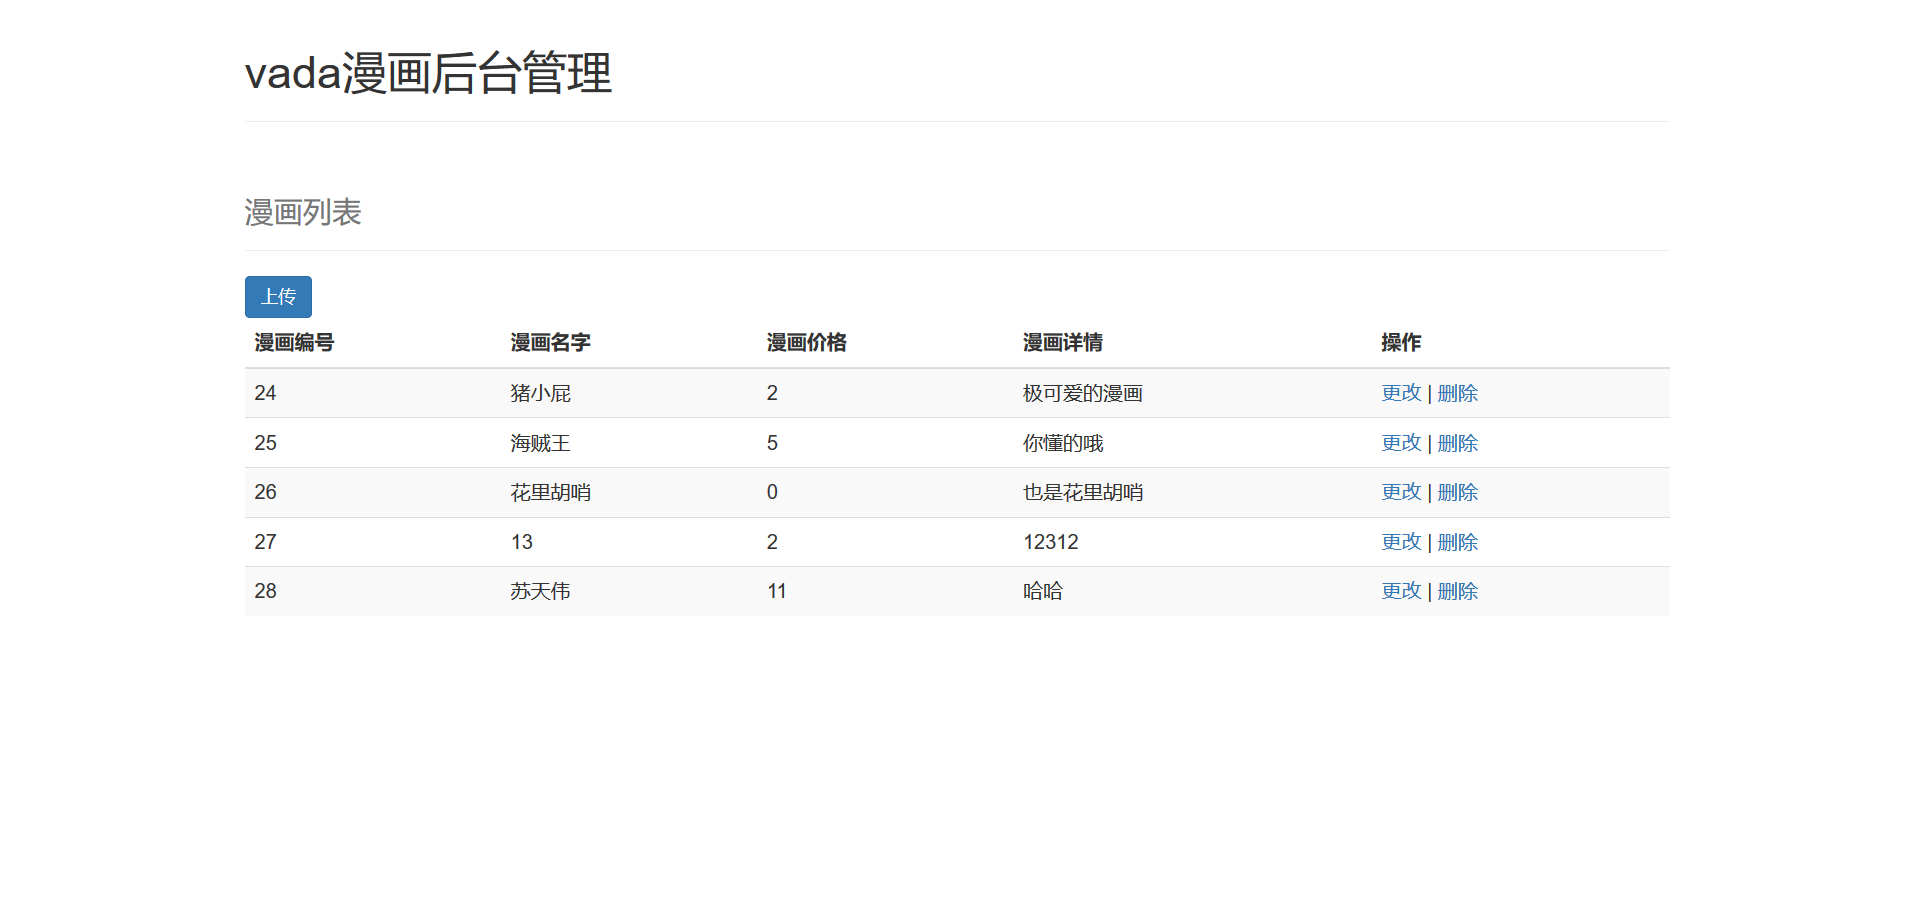 vada漫画后台管理
漫画列表
上传
漫画编号 漫画名字 漫画价格 漫画详情 操作
24 猪小屁 2 极可爱的漫画 更改 | 删除
25 海贼王 5 你懂的哦 更改 | 删除
26 花里胡哨 0 也是花里胡哨 更改 | 删除
27 13 2 12312 更改 | 删除
28 苏天伟 11 哈哈 更改 | 删除